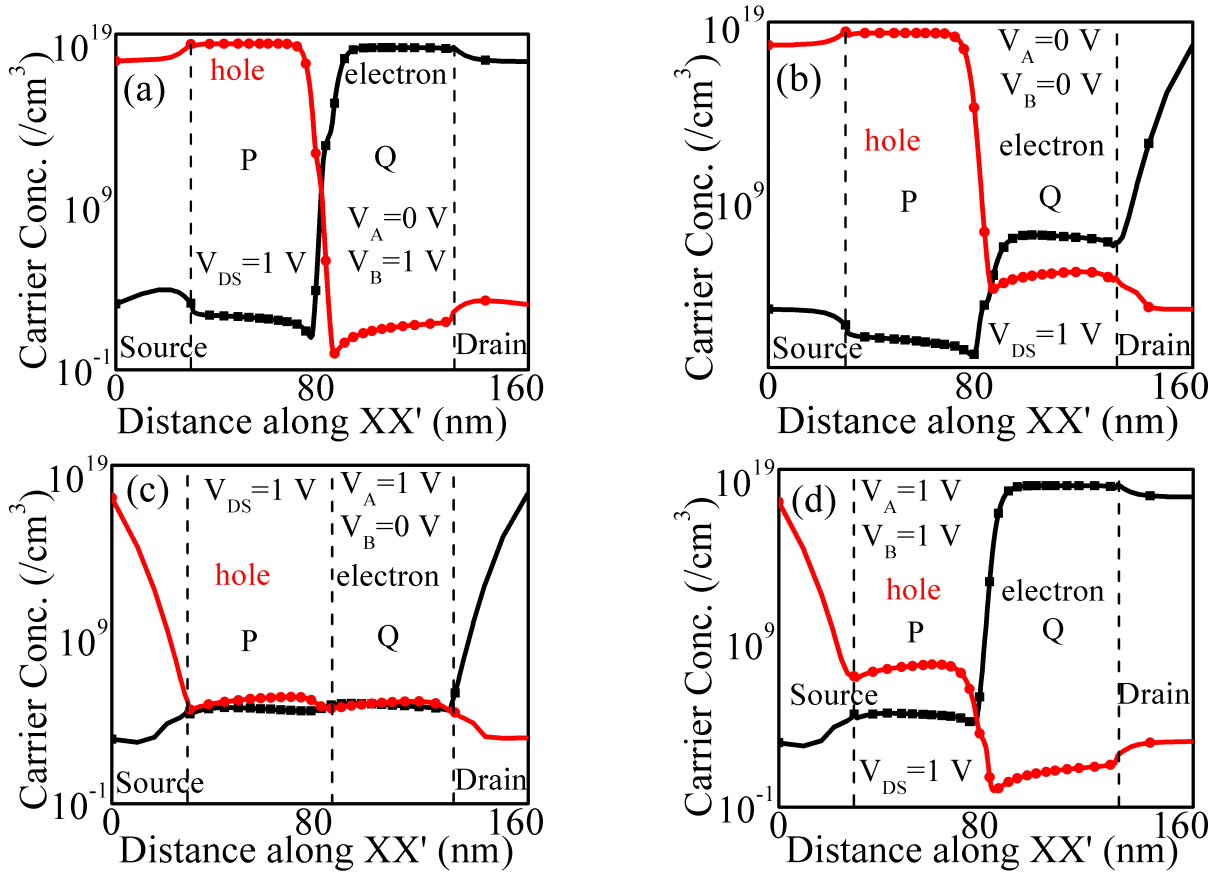 (a)
10^19
10^9
10^-1
Carrier Conc. (/cm^3)
hole
electron
P
Q
V_A=0 V
V_B=1 V
V_DS=1 V
Source
Drain
0
80
160
Distance along XX' (nm)
(b)
10^19
10^9
10^-1
Carrier Conc. (/cm^3)
V_A=0 V
V_B=0 V
hole
electron
P
Q
V_DS=1 V
Source
Drain
0
80
160
Distance along XX' (nm)
(c)
10^19
10^9
10^-1
Carrier Conc. (/cm^3)
V_DS=1 V
V_A=1 V
V_B=0 V
hole
electron
P
Q
Source
Drain
0
80
160
Distance along XX' (nm)
(d)
10^19
10^9
10^-1
Carrier Conc. (/cm^3)
V_A=1 V
V_B=1 V
hole
electron
P
Q
Source
Drain
V_DS=1 V
0
80
160
Distance along XX' (nm)